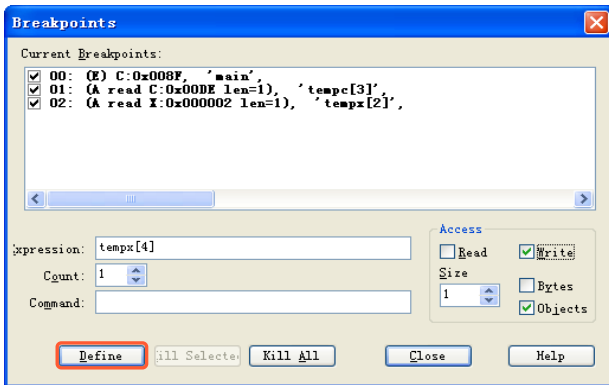 Breakpoints
Current Breakpoints:
00: (E) C:0x008F, 'main',
01: (A read C:0x00DE len=1), 'tempc[3]',
02: (A read X:0x000002 len=1), 'tempx[2]',
Access
xpression: tempx[4]
Read Write
Count: 1
Size
1
Bytes
Command:
Objects
Define ill Selecte Kill All Close Help